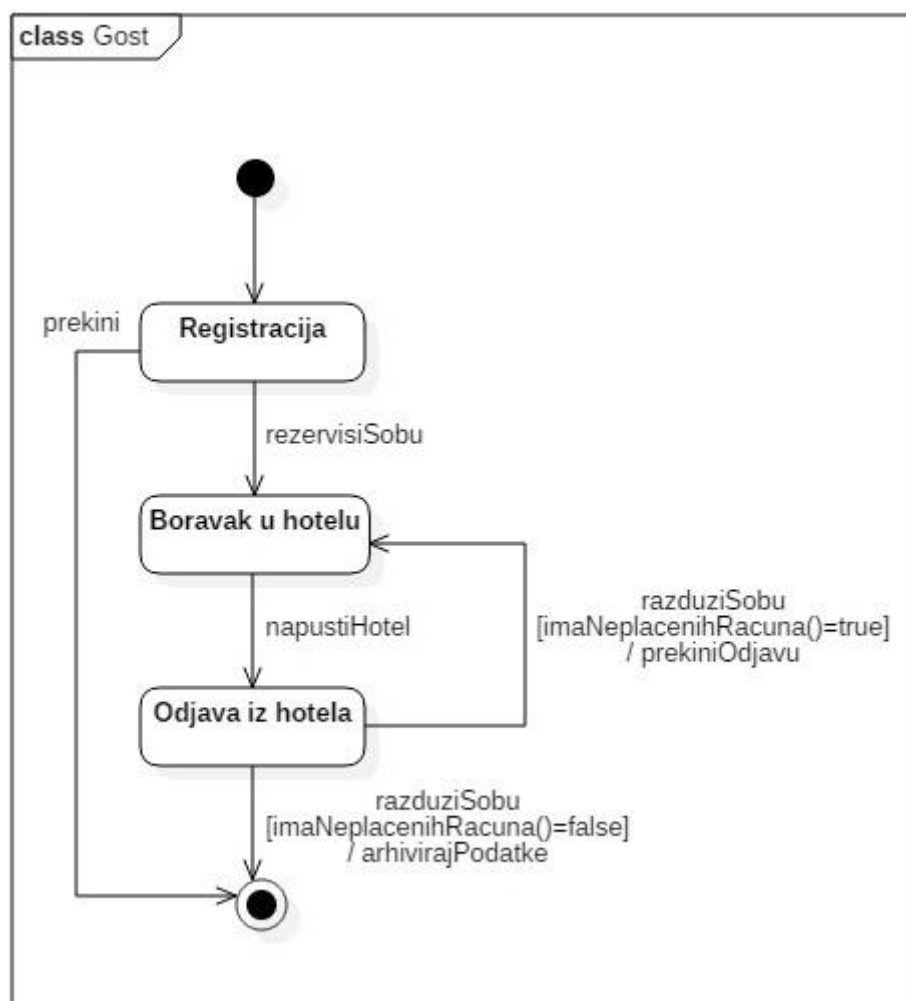 class Gost
prekini
Registracija
rezervisiSobu
Boravak u hotelu
napustiHotel
razduziSobu
[imaNeplacenihRacuna()=true]
/ prekiniOdjavu
Odjava iz hotela
razduziSobu
[imaNeplacenihRacuna()=false]
/ arhivirajPodatke